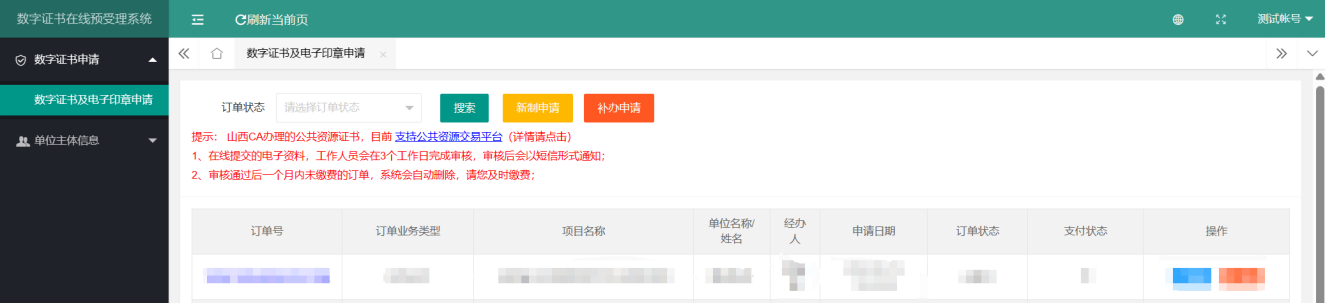 数字证书在线预受理系统
刷新当前页
测试帐号
数字证书申请
数字证书及电子印章申请
数字证书及电子印章申请
单位主体信息
订单状态 请选择订单状态 搜索 新制申请 补办申请
提示： 山西CA办理的公共资源证书，目前 支持公共资源交易平台（详情请点击）
1、在线提交的电子资料，工作人员会在3个工作日完成审核，审核后会以短信形式通知；
2、审核通过后一个月内未缴费的订单，系统会自动删除，请您及时缴费；
订单号 订单业务类型 项目名称 单位名称/姓名 经办人 申请日期 订单状态 支付状态 操作